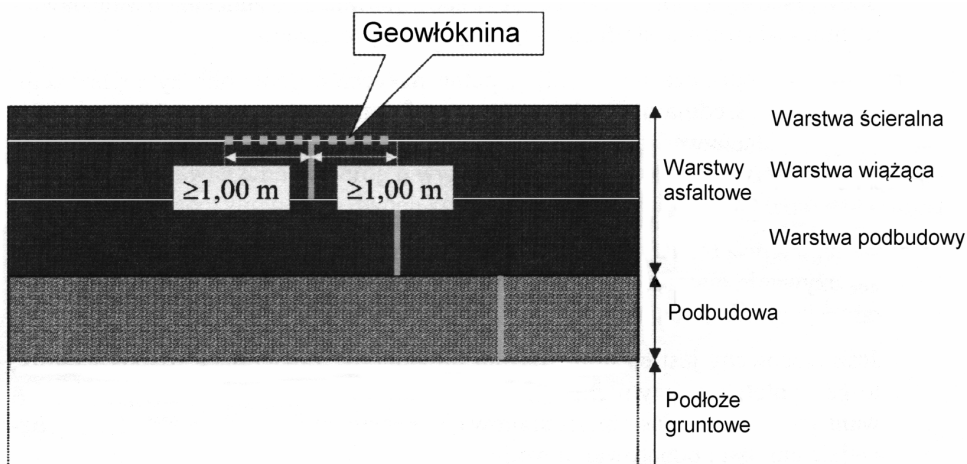 Geowłóknina
Warstwa ścieralna
≥1,00 m
≥1,00 m
Warstwy
asfaltowe
Warstwa wiążąca
Warstwa podbudowy
Podbudowa
Podłoże
gruntowe